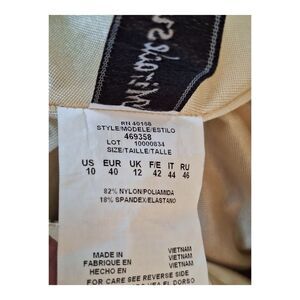 RN 40168
STYLE/MODELE/ESTILO
469358
LOT 10000834
SIZE/TAILLE/TALLE
US EUR UK F/E IT RU
10 40 12 42 44 46
82% NYLON/POLIAMIDA
18% SPANDEX/ELASTANO
MADE IN VIETNAM
FABRIQUE EN VIETNAM
HECHO EN VIETNAM
FOR CARE SEE REVERSE SIDE